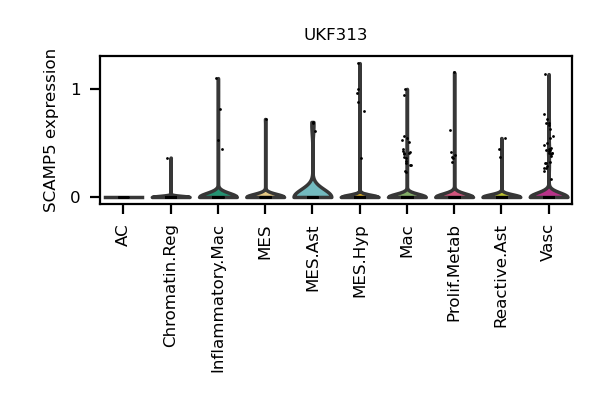 UKF313
SCAMP5 expression
1
0
AC
Chromatin.Reg
Inflammatory.Mac
MES
MES.Ast
MES.Hyp
Mac
Prolif.Metab
Reactive.Ast
Vasc